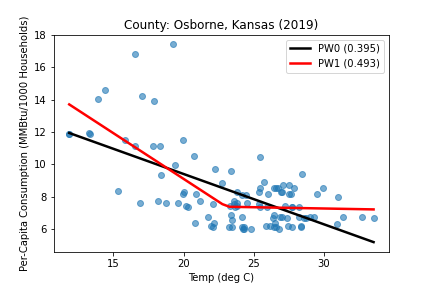 County: Osborne, Kansas (2019)
Per-Capita Consumption (MMBtu/1000 Households)
18
16
14
12
10
8
6
PW0 (0.395)
PW1 (0.493)
15 20 25 30
Temp (deg C)